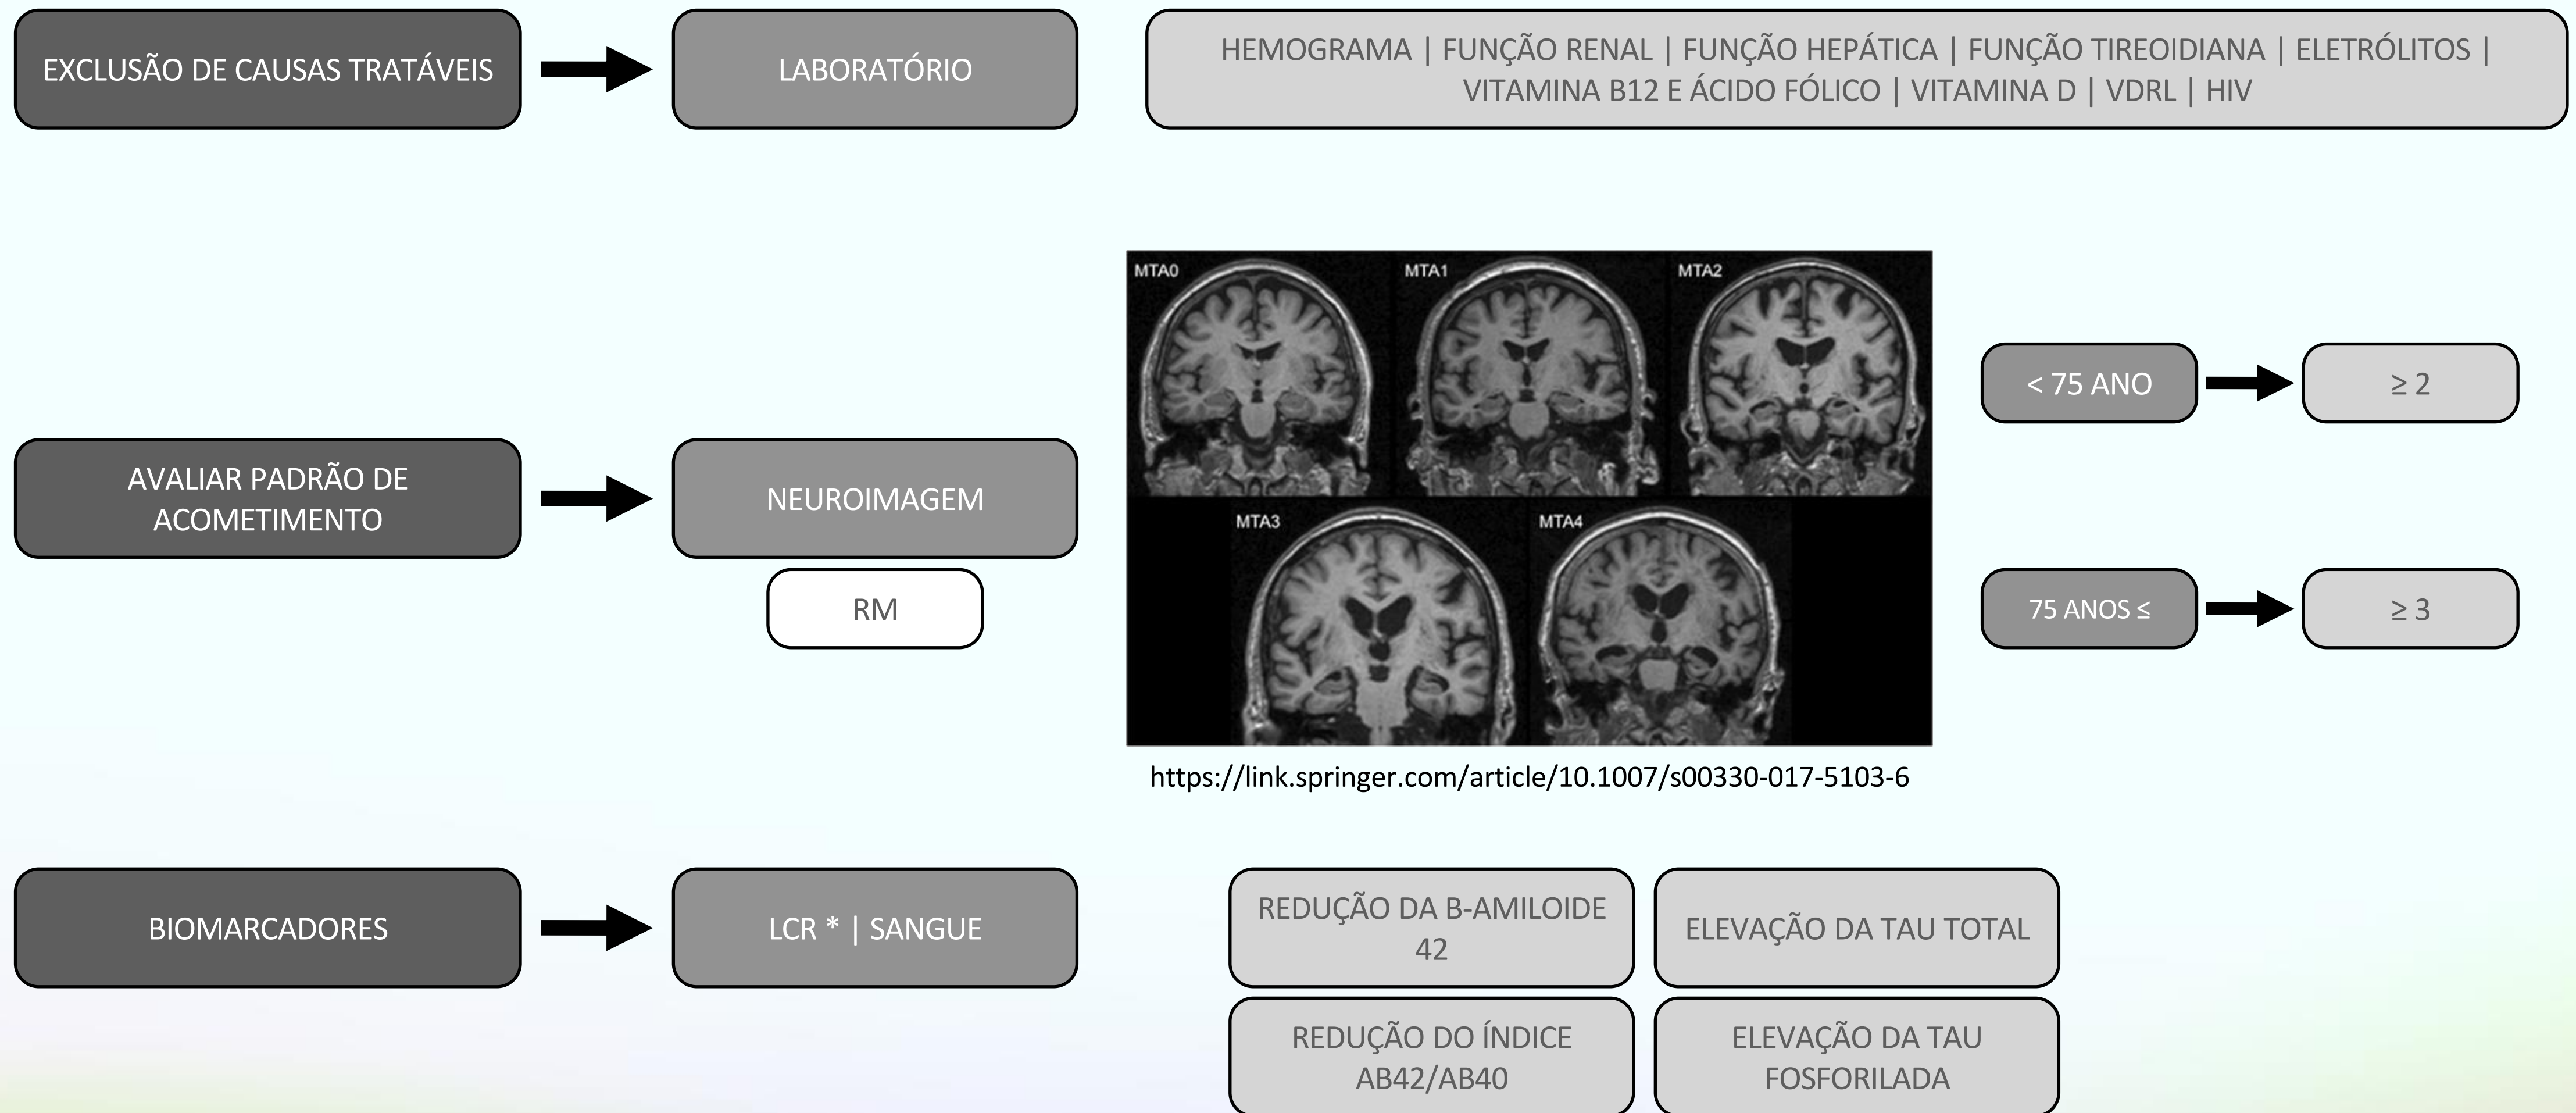 EXCLUSÃO DE CAUSAS TRATÁVEIS
LABORATÓRIO
HEMOGRAMA | FUNÇÃO RENAL | FUNÇÃO HEPÁTICA | FUNÇÃO TIREOIDIANA | ELETRÓLITOS |
VITAMINA B12 E ÁCIDO FÓLICO | VITAMINA D | VDRL | HIV
AVALIAR PADRÃO DE
ACOMETIMENTO
NEUROIMAGEM
RM
MTA0
MTA1
MTA2
MTA3
MTA4
https://link.springer.com/article/10.1007/s00330-017-5103-6
< 75 ANO
≥ 2
75 ANOS ≤
≥ 3
BIOMARCADORES
LCR * | SANGUE
REDUÇÃO DA B-AMILOIDE
42
ELEVAÇÃO DA TAU TOTAL
REDUÇÃO DO ÍNDICE
AB42/AB40
ELEVAÇÃO DA TAU
FOSFORILADA